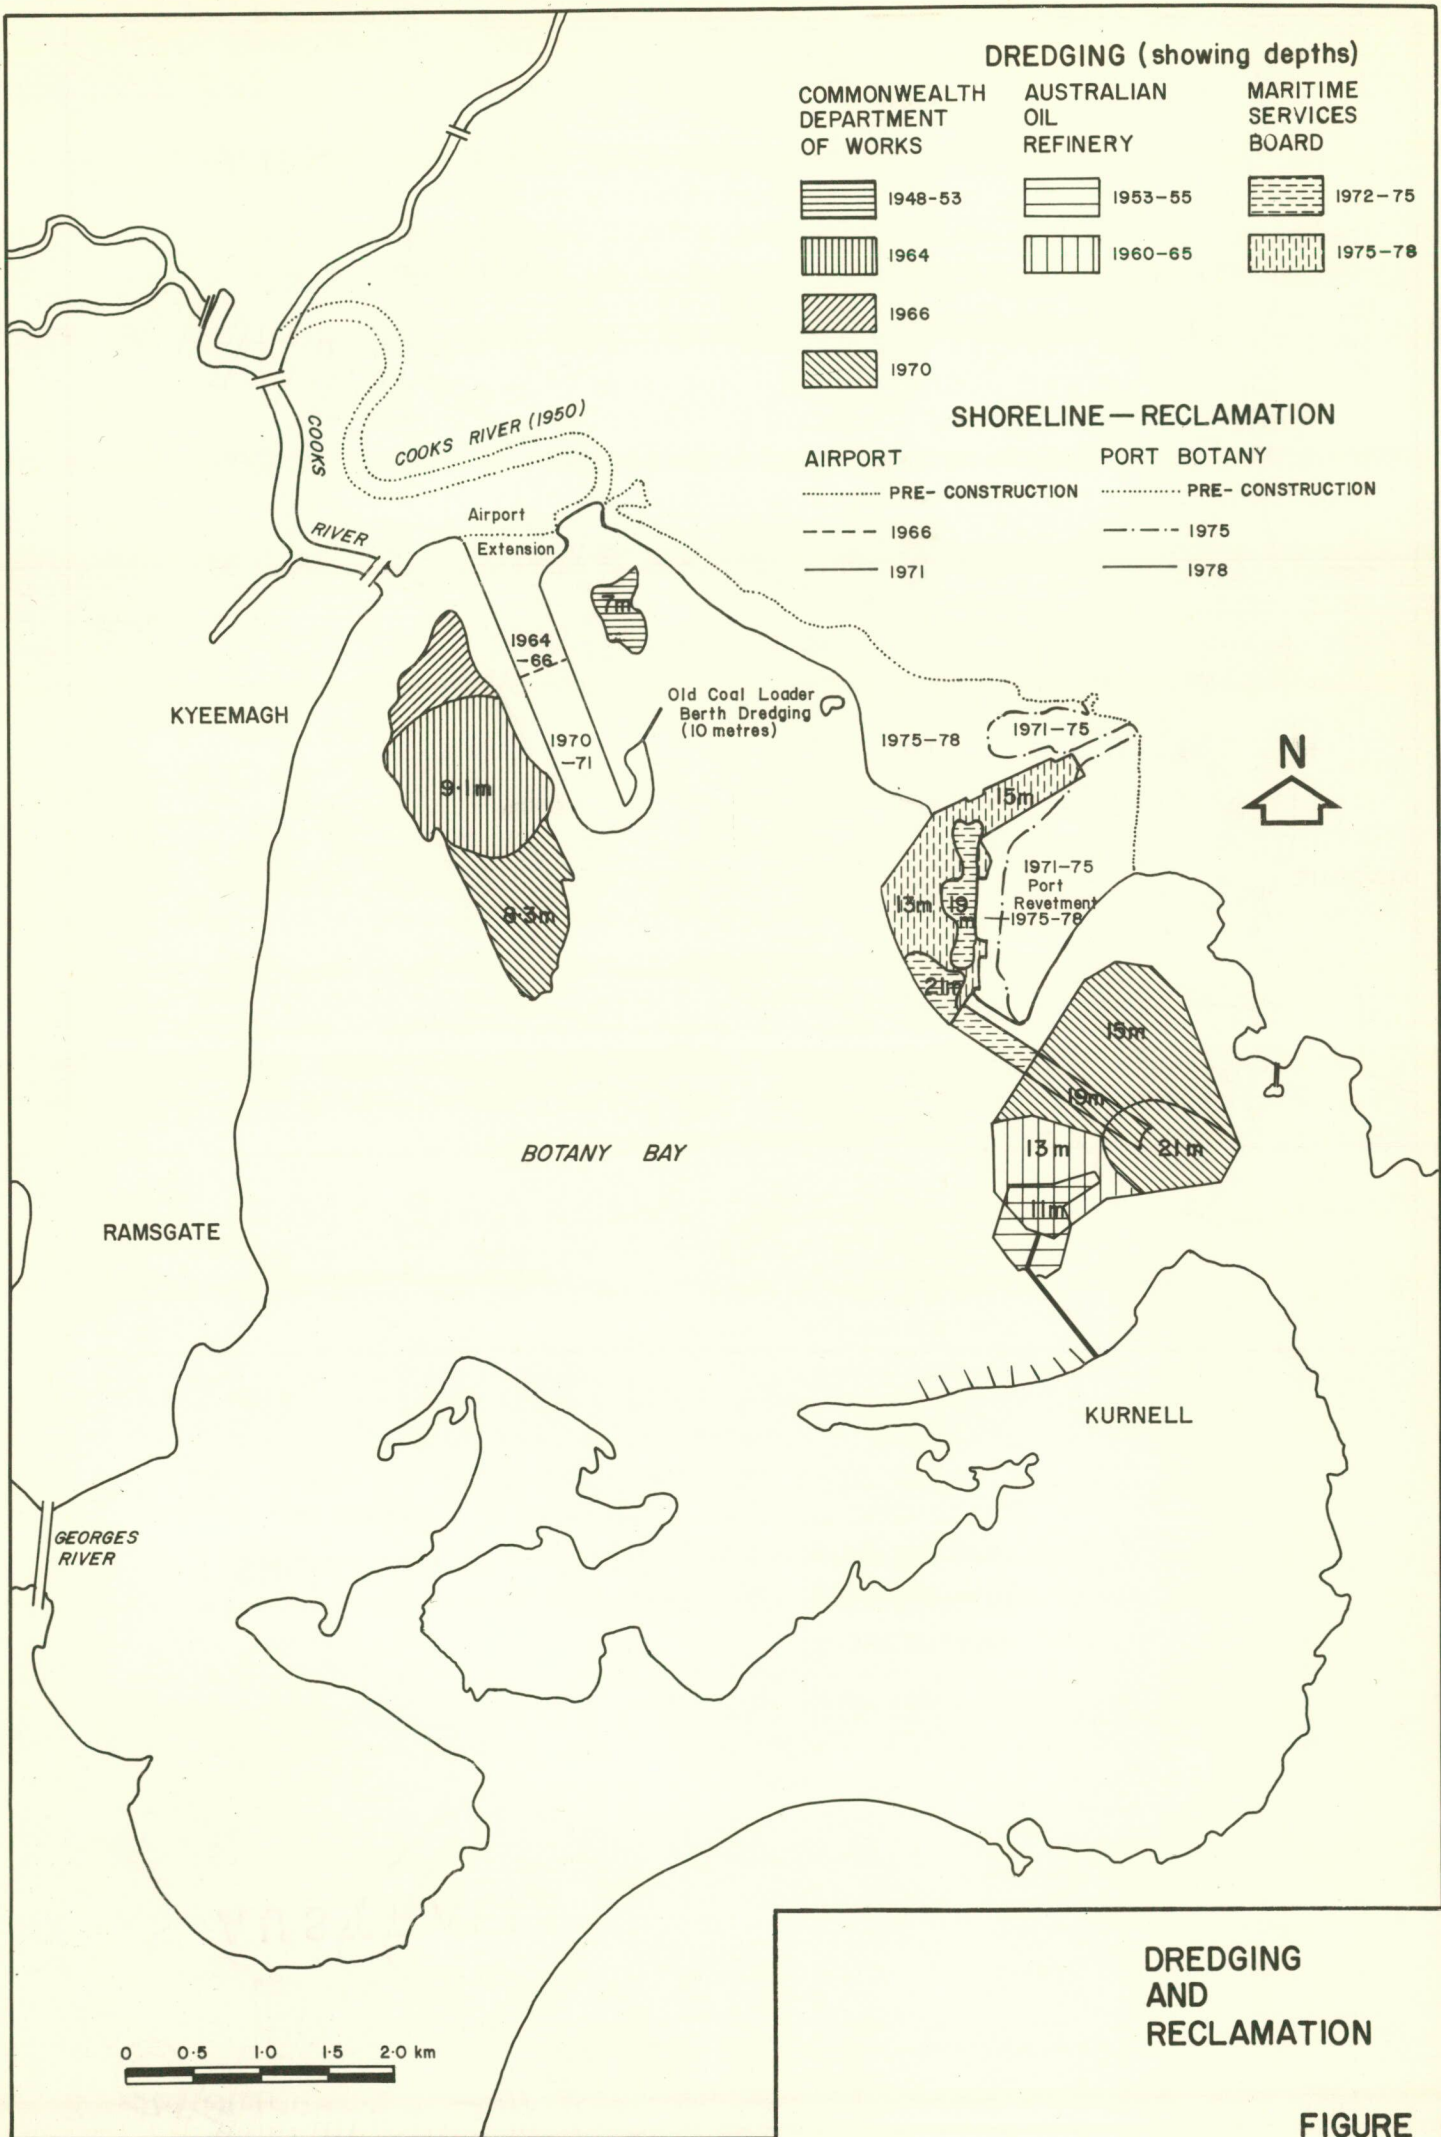 DREDGING (showing depths)
COMMONWEALTH
DEPARTMENT
OF WORKS
1948-53
1964
1966
1970
AUSTRALIAN
OIL
REFINERY
1953-55
1960-65
MARITIME
SERVICES
BOARD
1972-75
1975-78
SHORELINE—RECLAMATION
AIRPORT
PRE- CONSTRUCTION
1966
1971
PORT BOTANY
PRE- CONSTRUCTION
1975
1978
COOKS RIVER (1950)
COOKS
RIVER
Airport
Extension
7m
1964
-66
KYEEMAGH
Old Coal Loader
Berth Dredging
(10 metres)
1970
-71
1975-78
1971-75
N
9·1m
15m
1971-75
Port
Revetment
1975-78
13m
19
m
8·3m
21m
15m
19m
BOTANY BAY
13m
21m
11m
RAMSGATE
KURNELL
GEORGES
RIVER
0 0·5 1·0 1·5 2·0 km
DREDGING
AND
RECLAMATION
FIGURE